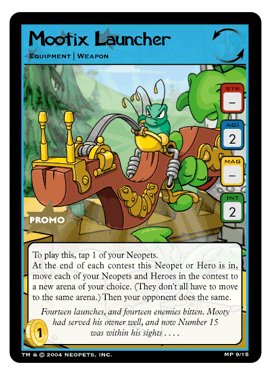 Mootix Launcher
EQUIPMENT | WEAPON
STR
–
AGI
2
MAG
–
INT
2
PROMO
To play this, tap 1 of your Neopets.
At the end of each contest this Neopet or Hero is in,
move each of your Neopets and Heroes in the contest to
a new arena of your choice. (They don't all have to move
to the same arena.) Then your opponent does the same.
Fourteen launches, and fourteen enemies bitten. Mooty
had served his owner well, and now Number 15
was within his sights . . . .
1
TM & © 2004 NEOPETS, INC.
MP 9/15